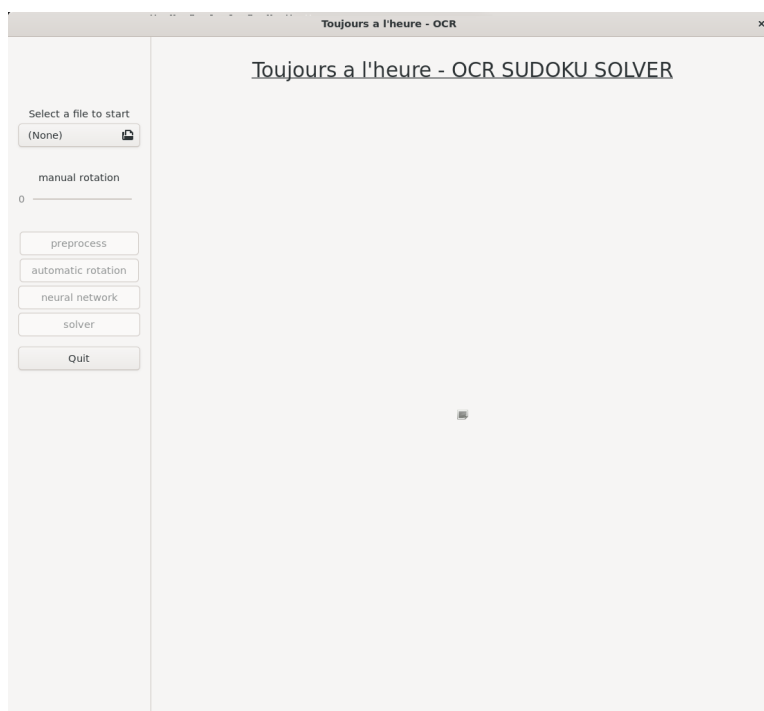 Toujours a l'heure - OCR
Toujours a l'heure - OCR SUDOKU SOLVER
Select a file to start
(None)
manual rotation
0
preprocess
automatic rotation
neural network
solver
Quit